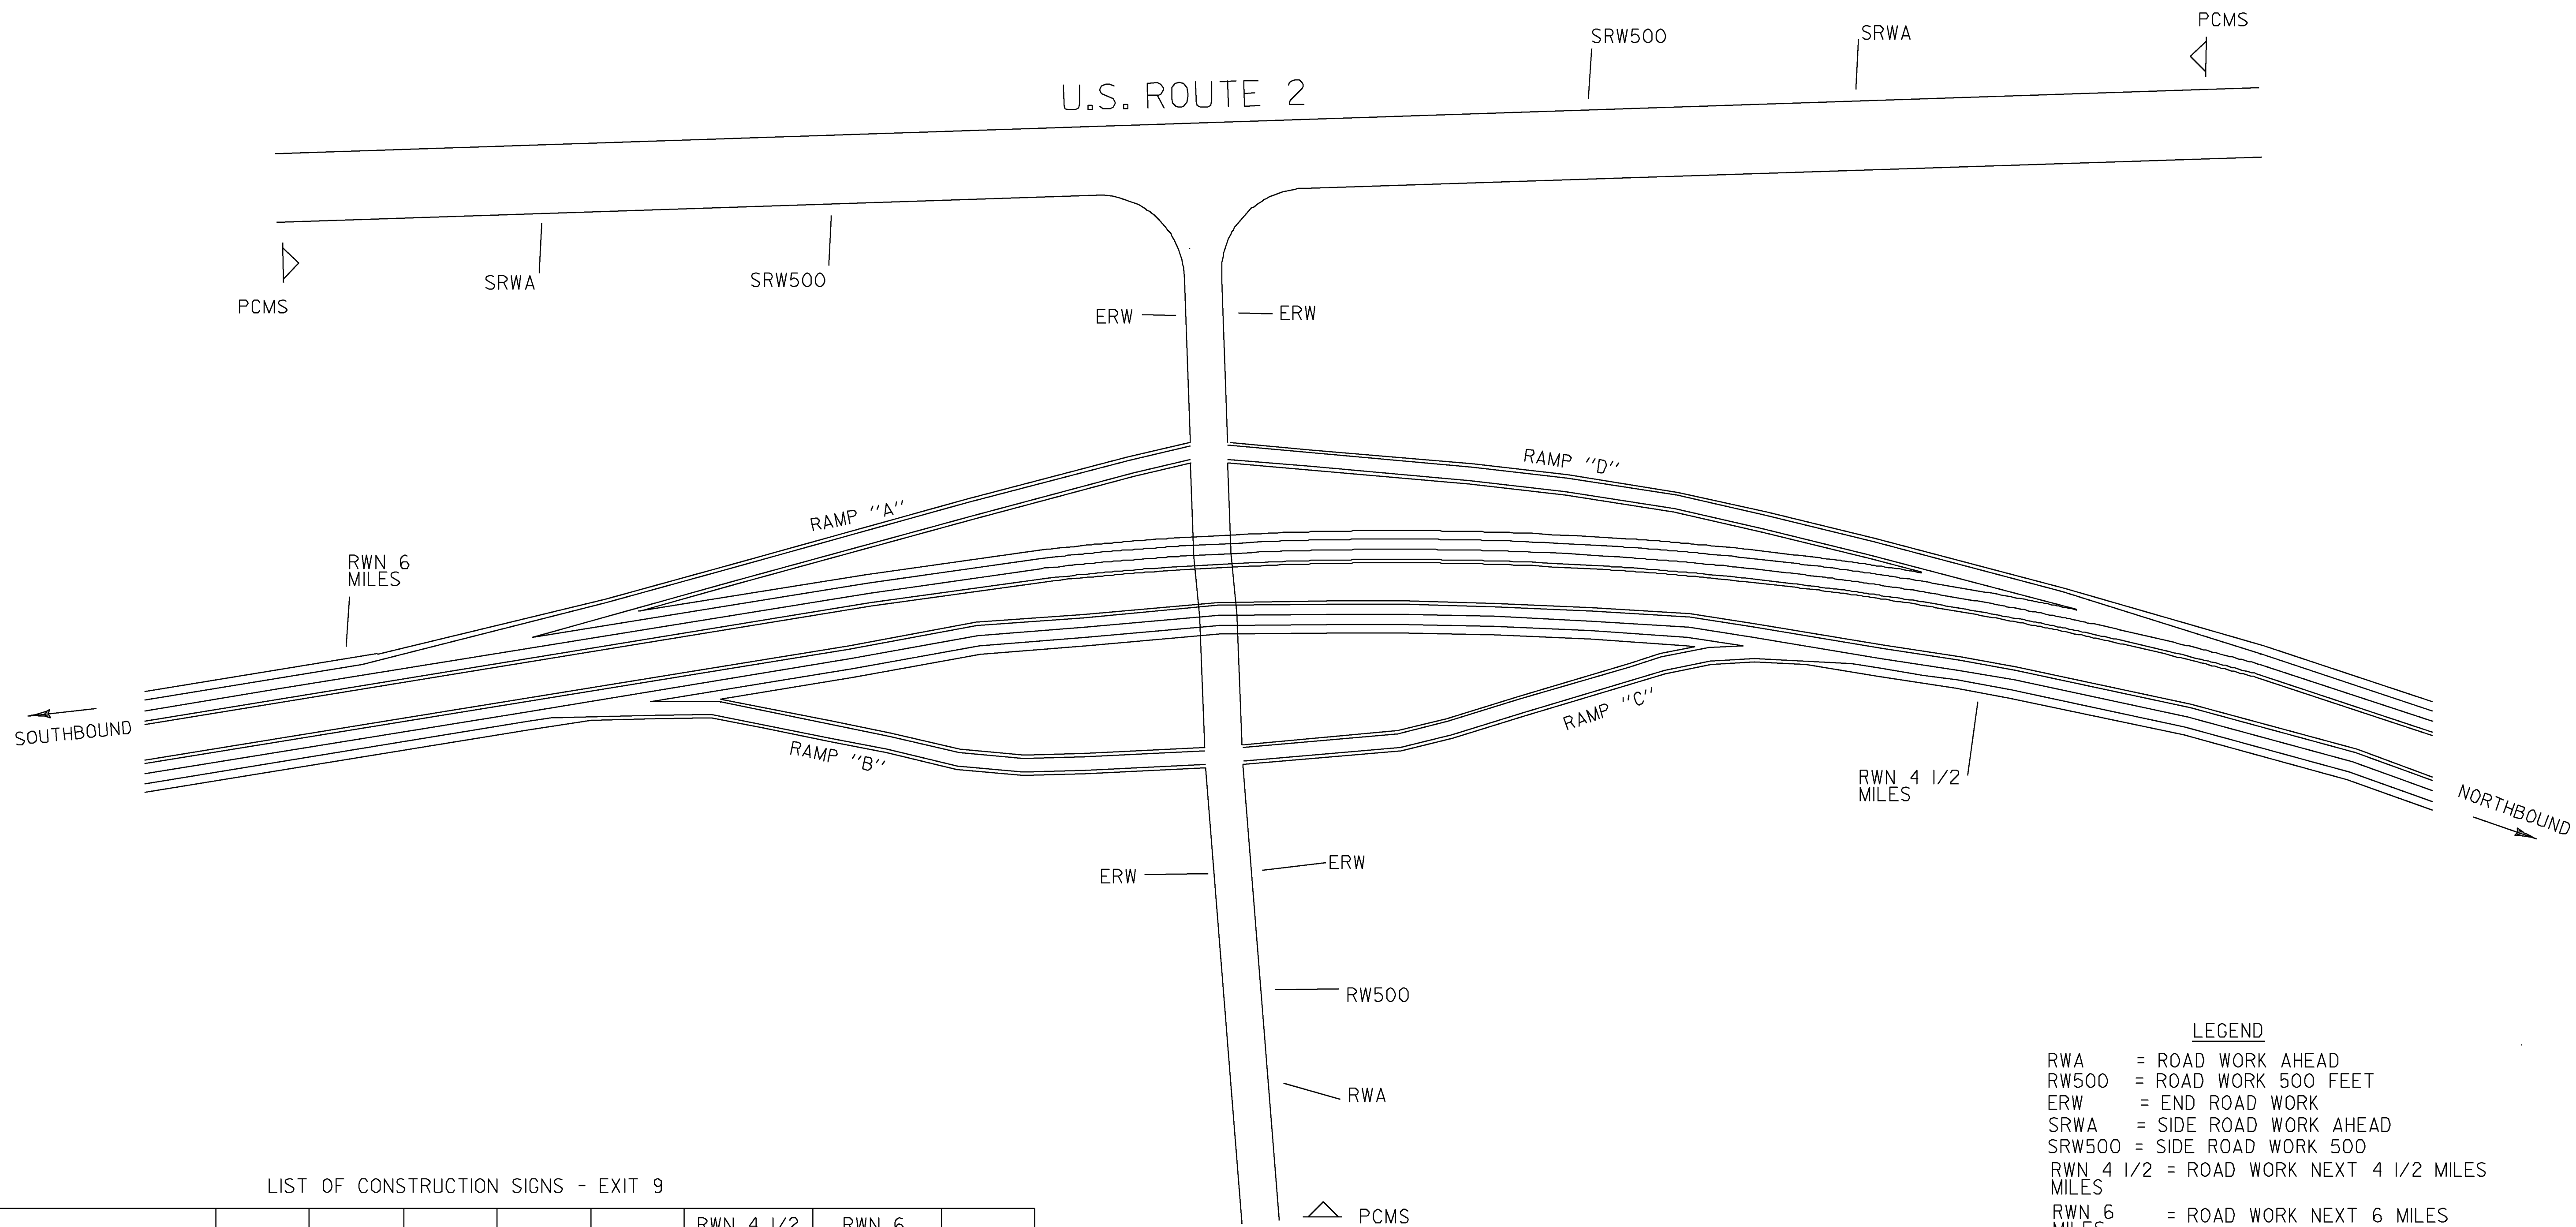 PCMS
SRW500
SRWA
U.S. ROUTE 2
SRWA
SRW500
PCMS
ERW
ERW
RAMP "A"
RAMP "D"
RWN 6
MILES
SOUTHBOUND
RAMP "B"
RAMP "C"
RWN 4 1/2
MILES
NORTHBOUND
ERW
ERW
RW500
RWA
PCMS
LEGEND
RWA = ROAD WORK AHEAD
RW500 = ROAD WORK 500 FEET
ERW = END ROAD WORK
SRWA = SIDE ROAD WORK AHEAD
SRW500 = SIDE ROAD WORK 500
RWN 4 1/2 = ROAD WORK NEXT 4 1/2 MILES
MILES
RWN 6 = ROAD WORK NEXT 6 MILES
MILES
LIST OF CONSTRUCTION SIGNS - EXIT 9
RWN 4 1/2 RWN 6